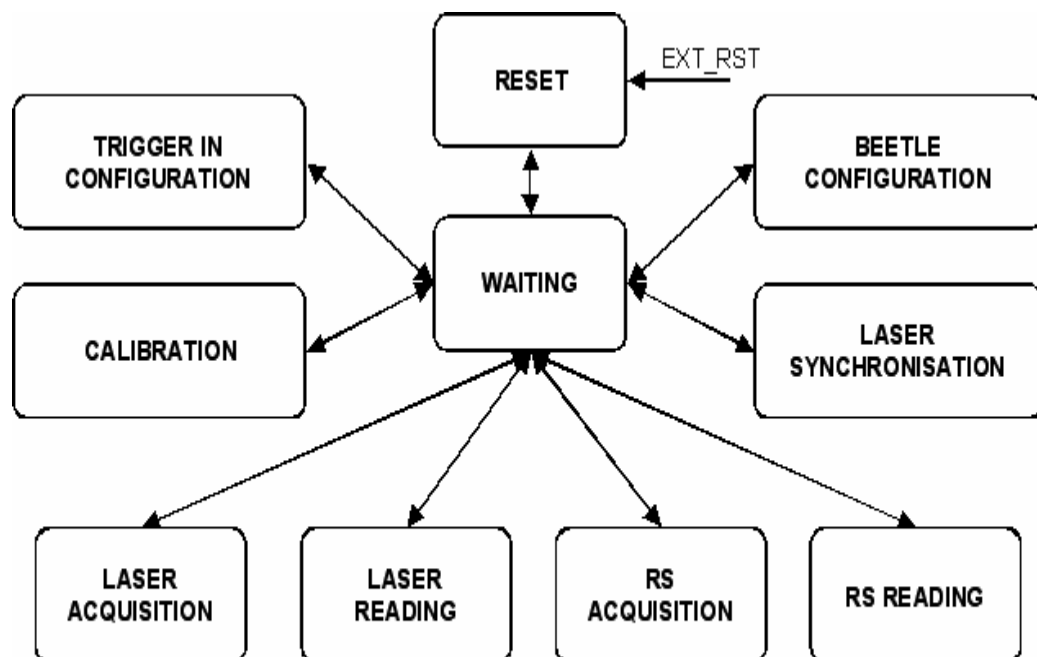 RESET
EXT_RST
TRIGGER IN
CONFIGURATION
BEETLE
CONFIGURATION
WAITING
CALIBRATION
LASER
SYNCHRONISATION
LASER
ACQUISITION
LASER
READING
RS
ACQUISITION
RS READING